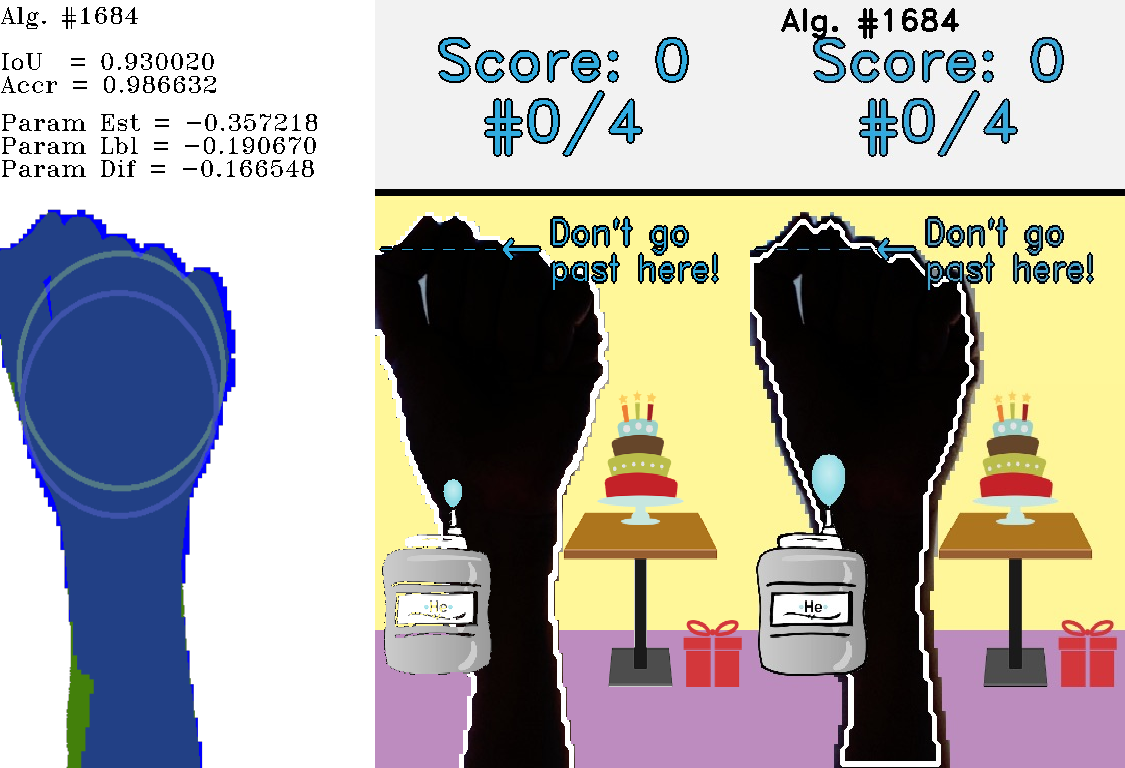 Alg. #1684
IoU = 0.930020
Accr = 0.986632
Param Est = −0.357218
Param Lbl = −0.190670
Param Dif = −0.166548
Score: 0
#0/4
Don't go
past here!
He
Alg. #1684
Score: 0
#0/4
Don't go
past here!
He